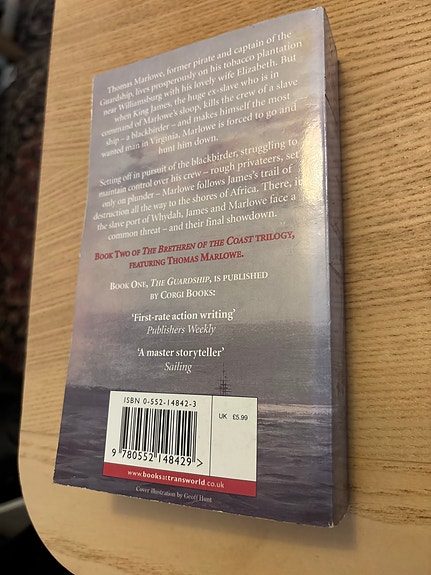 Thomas Marlowe, former pirate and captain of the
Guardship, lives prosperously on his tobacco plantation
near Williamsburg with his lovely wife Elizabeth. But
when King James, the huge ex-slave who is in
command of Marlowe's sloop, kills the crew of a slave
ship – a blackbirder – and makes himself the most
wanted man in Virginia, Marlowe is forced to go and
hunt him down.
Setting off in pursuit of the blackbirder, struggling to
maintain control over his crew – rough privateers, set
only on plunder – Marlowe follows James's trail of
destruction all the way to the shores of Africa. There, in
the slave port of Whydah, James and Marlowe face a
common threat – and their final showdown.
BOOK TWO OF THE BRETHREN OF THE COAST TRILOGY,
FEATURING THOMAS MARLOWE.
BOOK ONE, THE GUARDSHIP, IS PUBLISHED
BY CORGI BOOKS:
'First-rate action writing'
Publishers Weekly
'A master storyteller'
Sailing
ISBN 0-552-14842-3
UK £5.99
9 780552 148429 >
www.booksattransworld.co.uk
Cover illustration by Geoff Hunt